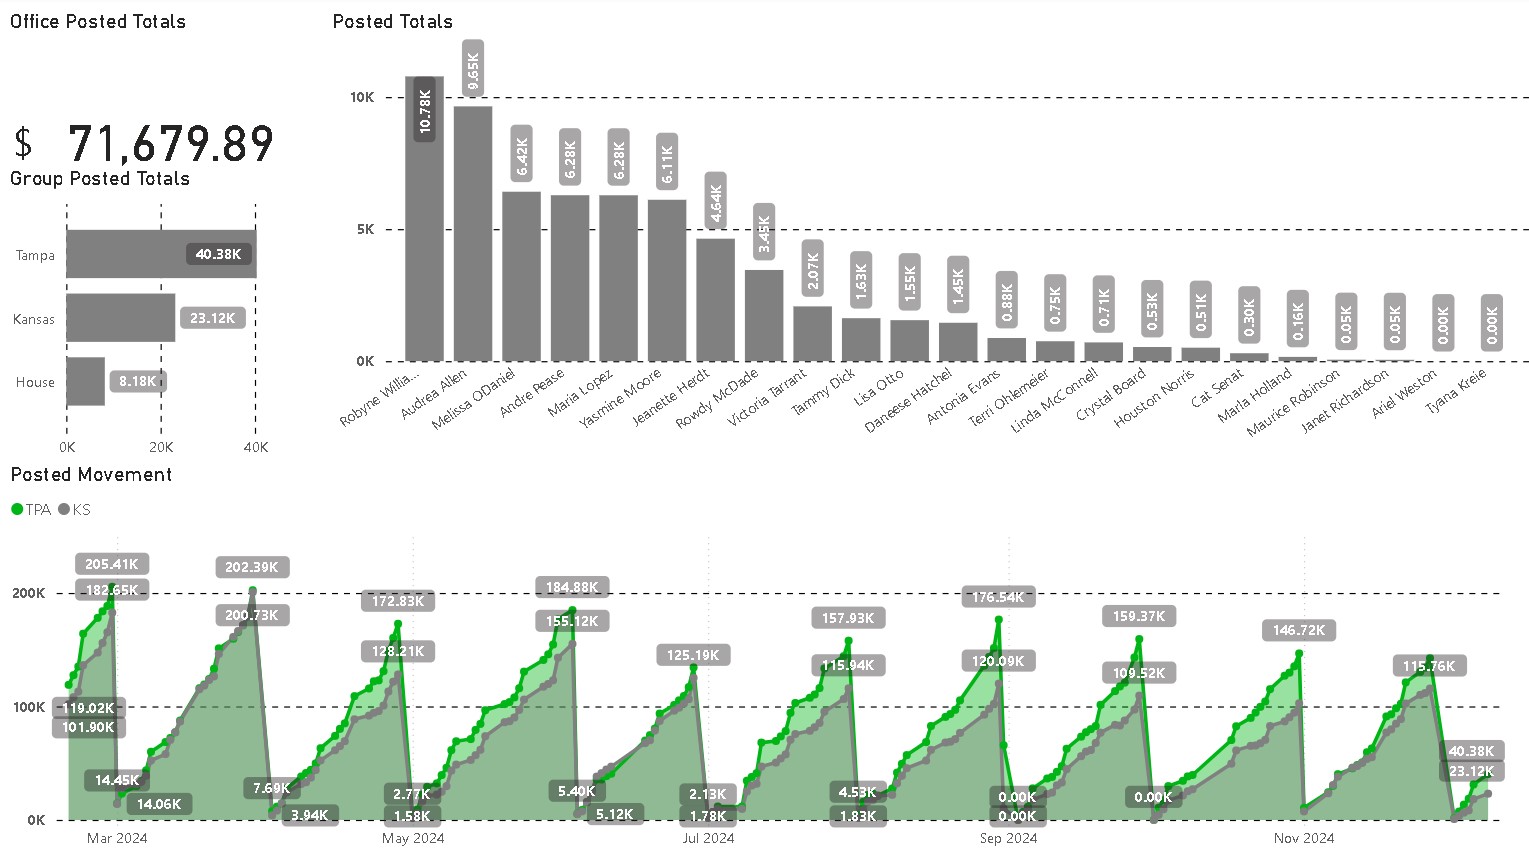 Office Posted Totals
$ 71,679.89
Group Posted Totals
Tampa 40.38K
Kansas 23.12K
House 8.18K
0K 20K 40K
Posted Totals
10K
5K
0K
10.78K 9.65K 6.42K 6.28K 6.28K 6.11K 4.64K 3.45K 2.07K 1.63K 1.55K 1.45K 0.88K 0.75K 0.71K 0.53K 0.51K 0.30K 0.16K 0.05K 0.05K 0.00K 0.00K
Robyne Willia...
Audrea Allen
Melissa ODaniel
Andre Pease
Maria Lopez
Yasmine Moore
Jeanette Herdt
Rowdy McDade
Victoria Tarrant
Tammy Dick
Lisa Otto
Daneese Hatchel
Antonia Evans
Terri Ohlemeier
Linda McConnell
Crystal Board
Houston Norris
Cat Senat
Marla Holland
Maurice Robinson
Janet Richardson
Ariel Weston
Tyana Kreie
Posted Movement
TPA KS
200K
100K
0K
205.41K 202.39K 172.83K 184.88K 125.19K 157.93K 176.54K 159.37K 146.72K 115.76K
182.65K 200.73K 128.21K 155.12K 115.94K 120.09K 109.52K
119.02K
101.90K
14.45K 7.69K 2.77K 5.40K 2.13K 4.53K 0.00K 0.00K 40.38K
14.06K 3.94K 1.58K 5.12K 1.78K 1.83K 0.00K 23.12K
Mar 2024 May 2024 Jul 2024 Sep 2024 Nov 2024